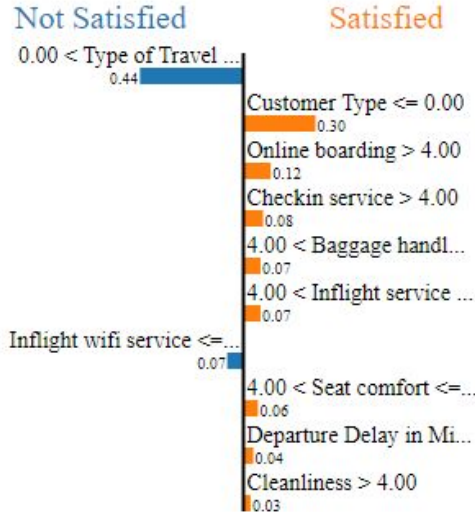 Not Satisfied Satisfied
0.00 < Type of Travel ...
0.44
Customer Type <= 0.00
0.30
Online boarding > 4.00
0.12
Checkin service > 4.00
0.08
4.00 < Baggage handl...
0.07
4.00 < Inflight service ...
0.07
Inflight wifi service <=...
0.07
4.00 < Seat comfort <=...
0.06
Departure Delay in Mi...
0.04
Cleanliness > 4.00
0.03